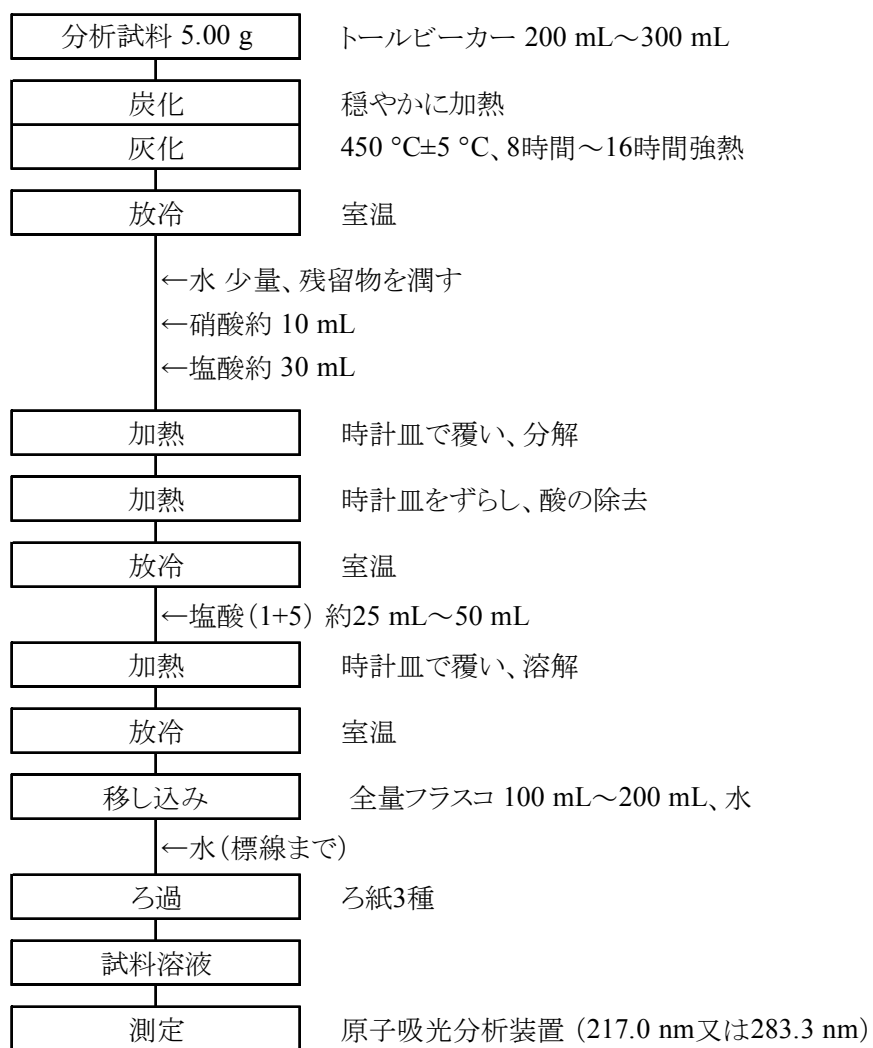 分析試料 5.00 g トールビーカー 200 mL～300 mL
炭化 穏やかに加熱
灰化 450 °C±5 °C、8時間～16時間強熱
放冷 室温
←水 少量、残留物を潤す
←硝酸約 10 mL
←塩酸約 30 mL
加熱 時計皿で覆い、分解
加熱 時計皿をずらし、酸の除去
放冷 室温
←塩酸（1+5） 約25 mL～50 mL
加熱 時計皿で覆い、溶解
放冷 室温
移し込み 全量フラスコ 100 mL～200 mL、水
←水（標線まで）
ろ過 ろ紙3種
試料溶液
測定 原子吸光分析装置 （217.0 nm又は283.3 nm）